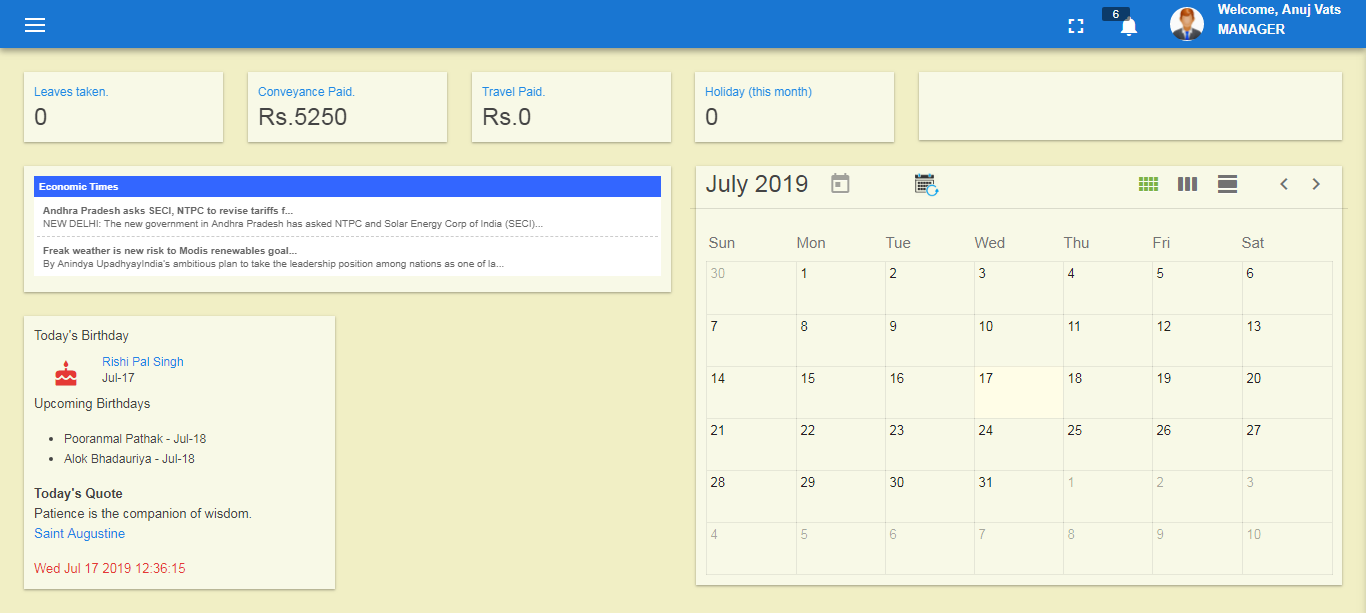 6
Welcome, Anuj Vats
MANAGER
Leaves taken.
0
Conveyance Paid.
Rs.5250
Travel Paid.
Rs.0
Holiday (this month)
0
Economic Times
Andhra Pradesh asks SECI, NTPC to revise tariffs f...
NEW DELHI: The new government in Andhra Pradesh has asked NTPC and Solar Energy Corp of India (SECI)...
Freak weather is new risk to Modis renewables goal...
By Anindya UpadhyayIndia's ambitious plan to take the leadership position among nations as one of la...
Today's Birthday
Rishi Pal Singh
Jul-17
Upcoming Birthdays
Pooranmal Pathak - Jul-18
Alok Bhadauriya - Jul-18
Today's Quote
Patience is the companion of wisdom.
Saint Augustine
Wed Jul 17 2019 12:36:15
July 2019
Sun Mon Tue Wed Thu Fri Sat
30 1 2 3 4 5 6
7 8 9 10 11 12 13
14 15 16 17 18 19 20
21 22 23 24 25 26 27
28 29 30 31 1 2 3
4 5 6 7 8 9 10